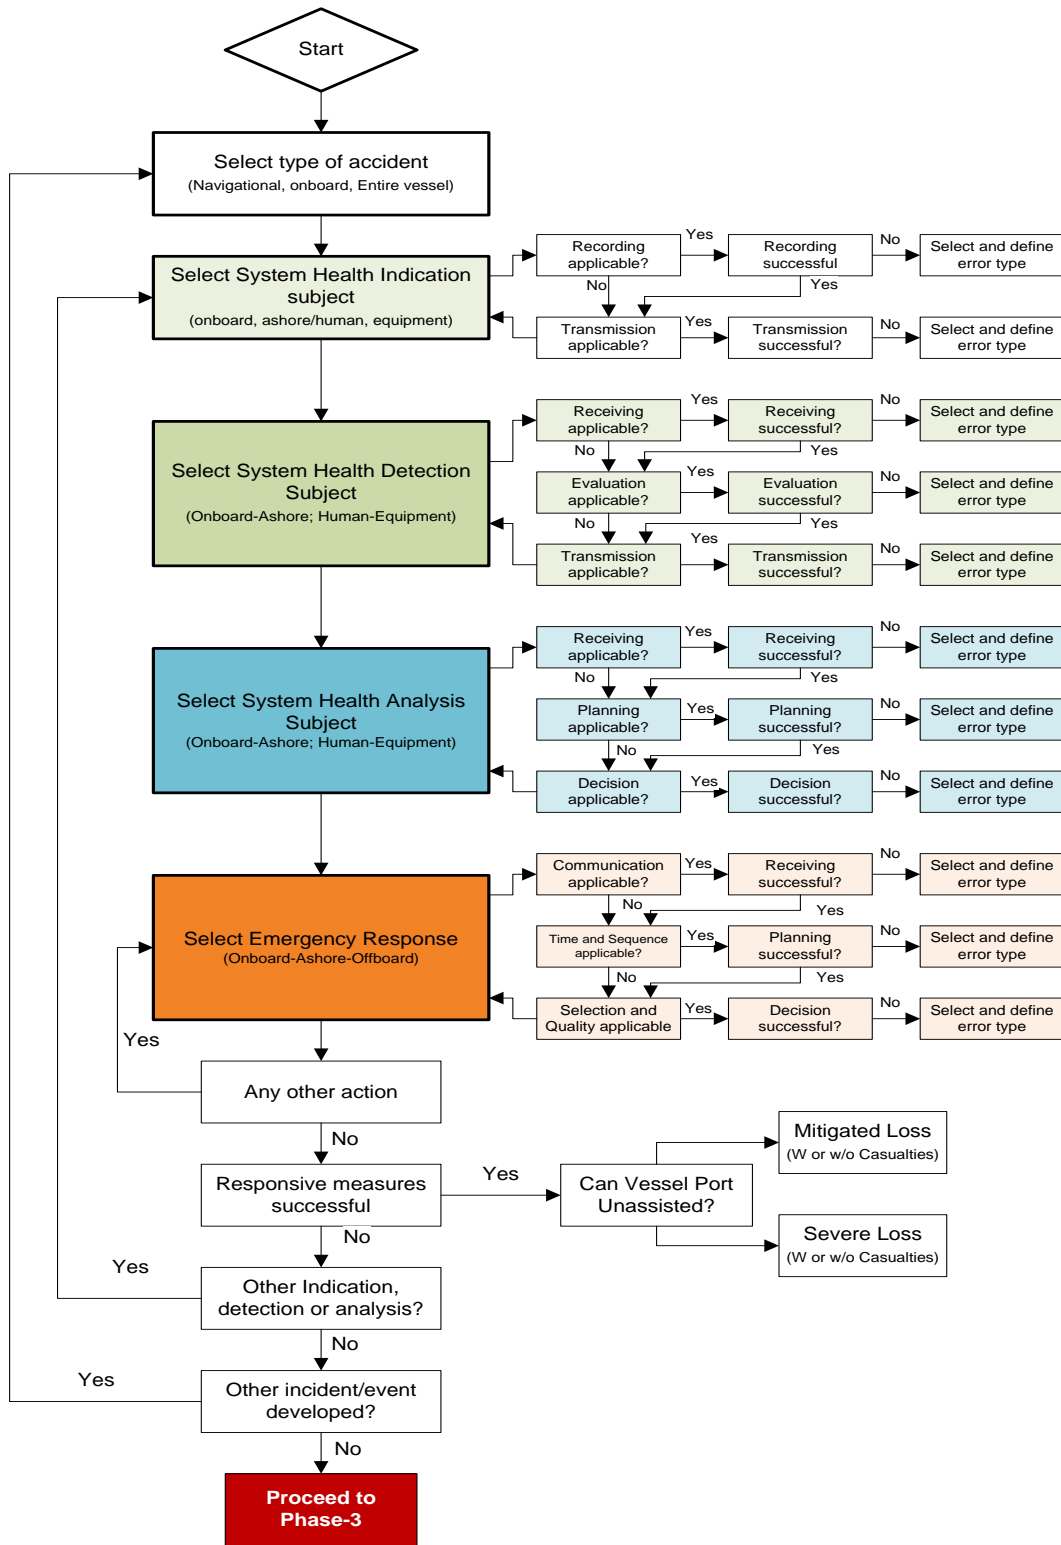 Start
Select type of accident
(Navigational, onboard, Entire vessel)
Select System Health Indication
subject
(onboard, ashore/human, equipment)
Recording
applicable?
Yes
Recording
successful
No
Select and define
error type
No
Yes
Transmission
applicable?
Yes
Transmission
successful?
No
Select and define
error type
Select System Health Detection
Subject
(Onboard-Ashore; Human-Equipment)
Receiving
applicable?
Yes
Receiving
successful?
No
Select and define
error type
No
Yes
Evaluation
applicable?
Yes
Evaluation
successful?
No
Select and define
error type
No
Yes
Transmission
applicable?
Yes
Transmission
successful?
No
Select and define
error type
Select System Health Analysis
Subject
(Onboard-Ashore; Human-Equipment)
Receiving
applicable?
Yes
Receiving
successful?
No
Select and define
error type
No
Yes
Planning
applicable?
Yes
Planning
successful?
No
Select and define
error type
No
Yes
Decision
applicable?
Yes
Decision
successful?
No
Select and define
error type
Select Emergency Response
(Onboard-Ashore-Offboard)
Communication
applicable?
Yes
Receiving
successful?
No
Select and define
error type
No
Yes
Time and Sequence
applicable?
Yes
Planning
successful?
No
Select and define
error type
No
Yes
Selection and
Quality applicable
Yes
Decision
successful?
No
Select and define
error type
Yes
Any other action
No
Responsive measures
successful
Yes
Can Vessel Port
Unassisted?
Mitigated Loss
(W or w/o Casualties)
Severe Loss
(W or w/o Casualties)
No
Yes
Other Indication,
detection or analysis?
No
Yes
Other incident/event
developed?
No
Proceed to
Phase-3